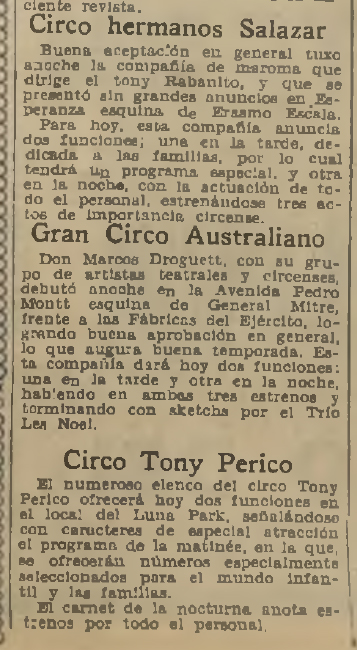 ciente revista.
Circo hermanos Salazar
Buena aceptación en general tuvo
anoche la compañía de maroma que
dirige el tony Rabanito, y que se
presentó sin grandes anuncios en Es-
peranza esquina de Erasmo Escala.
Para hoy, esta compañía anuncia
dos funciones; una en la tarde, de-
dicada a las familias, por lo cual
tendrá un programa especial, y otra
en la noche, con la actuación de to-
do el personal, estrenándose tres ac-
tos de importancia circense.
Gran Circo Australiano
Don Marcos Droguett, con su gru-
po de artistas teatrales y circenses,
debutó anoche en la Avenida Pedro
Montt esquina de General Mitre,
frente a las Fábricas del Ejército, lo-
grando buena aprobación en general,
lo que augura buena temporada. Es-
ta compañía dará hoy dos funciones:
una en la tarde y otra en la noche,
habiendo en ambas tres estrenos y
terminando con sketchs por el Trío
Les Noel.
Circo Tony Perico
El numeroso elenco del circo Tony
Perico ofrecerá hoy dos funciones en
el local del Luna Park, señalándose
con caracteres de especial atracción
el programa de la matinée, en la que,
se ofrecerán números especialmente
seleccionados para el mundo infan-
til y las familias.
El carnet de la nocturna anota es-
trenos por todo el personal.